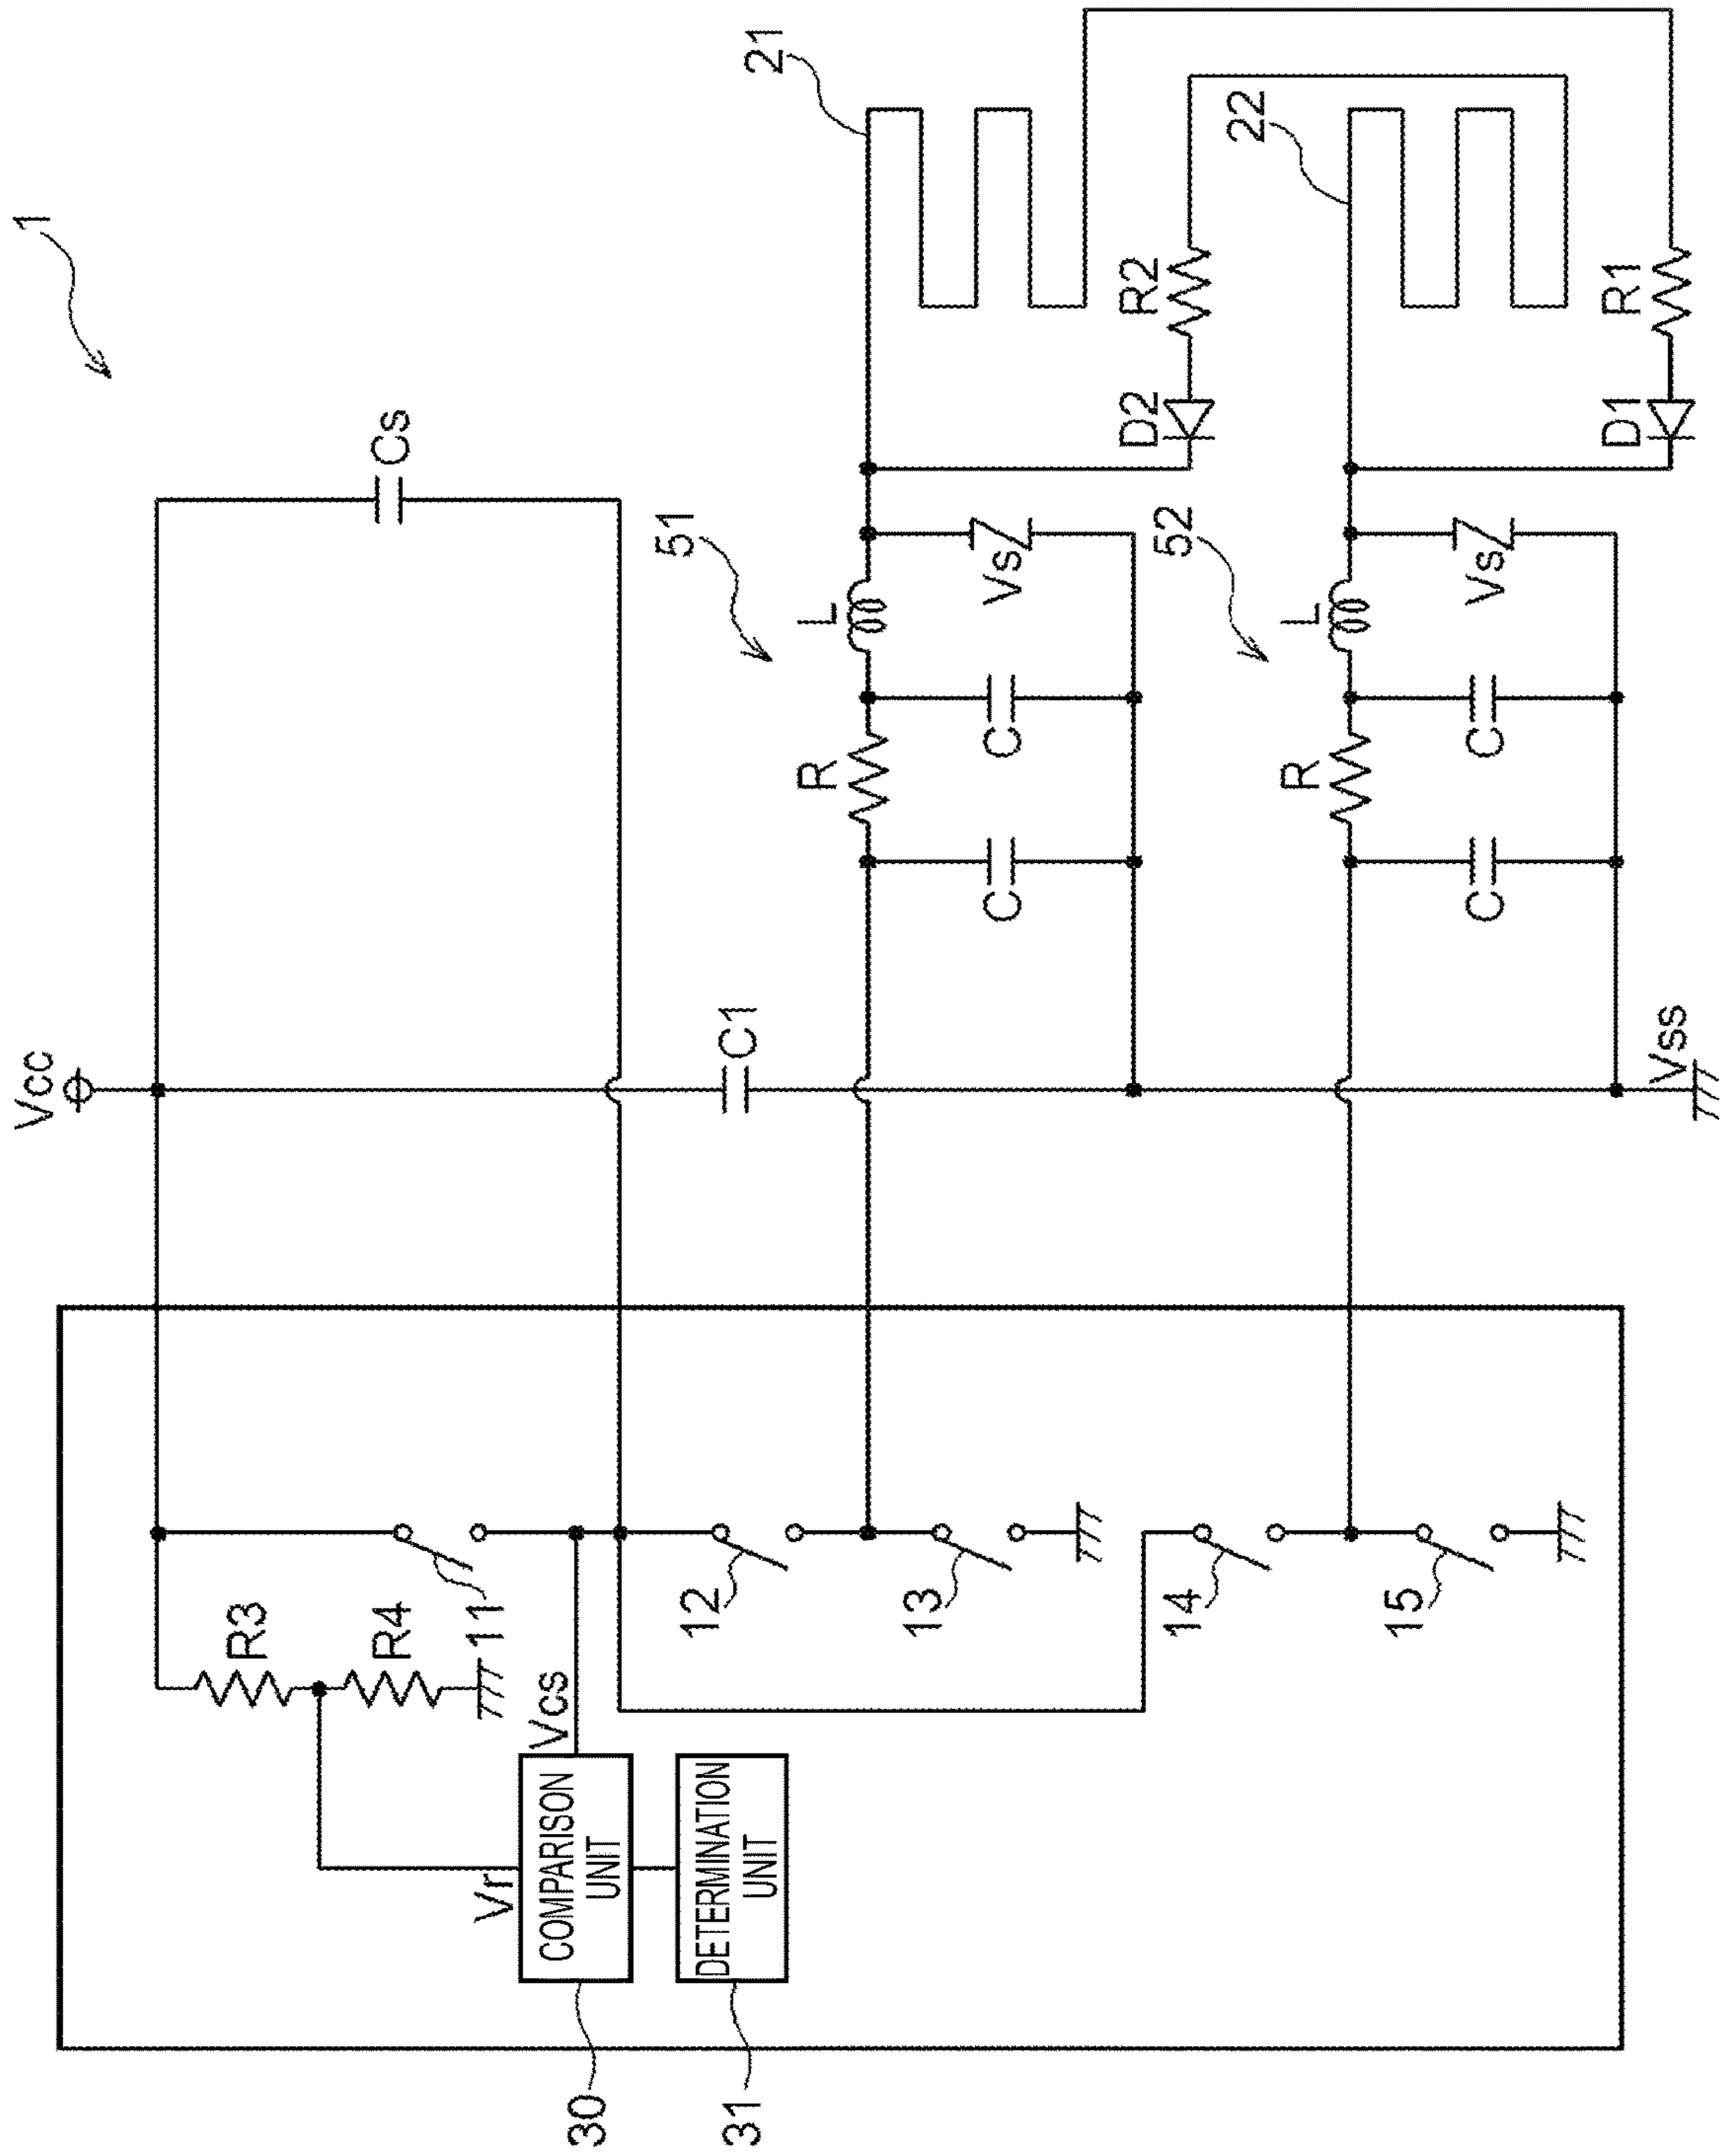 1
Vcc
Cs
21
22
51
52
L
Vs
R
C
C
L
Vs
R
C
C
R2
D2
R1
D1
C1
Vss
R3
R4
11
12
13
14
15
Vcs
Vr
COMPARISON
UNIT
DETERMINATION
UNIT
30
31